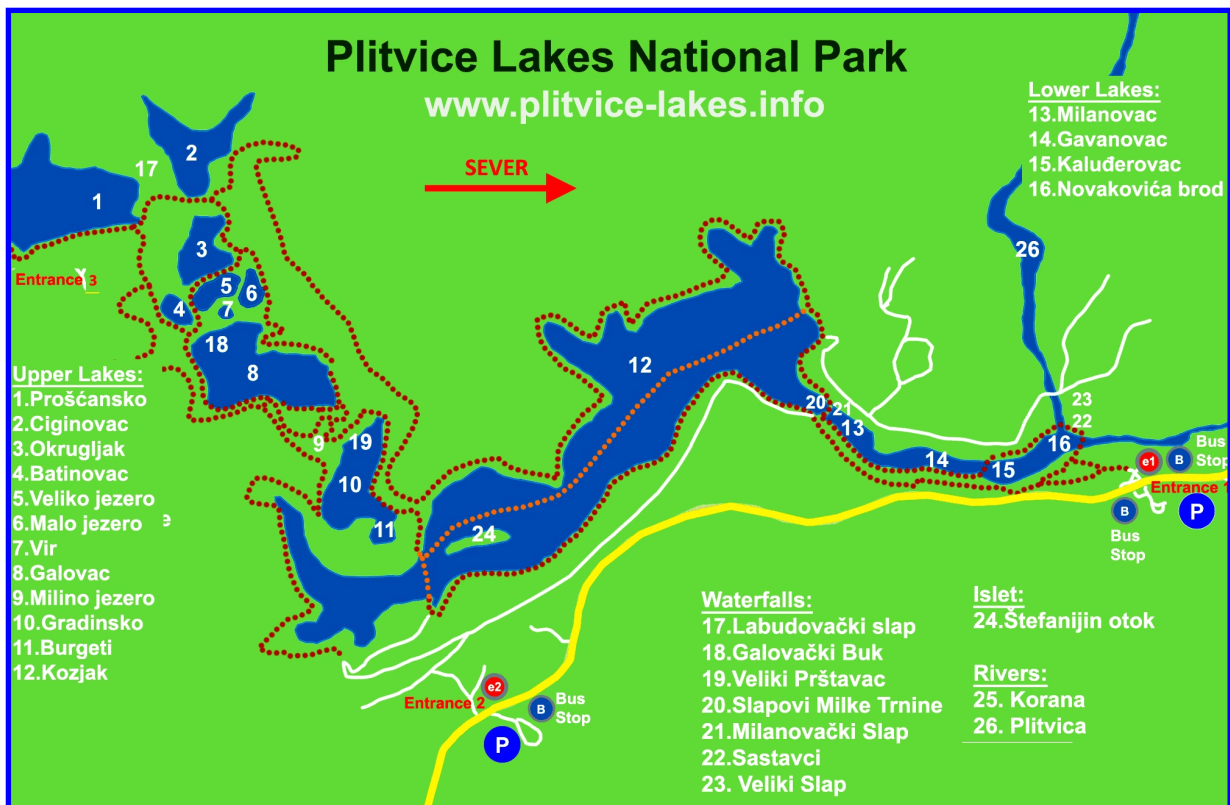 Plitvice Lakes National Park
www.plitvice-lakes.info
SEVER
Lower Lakes:
13.Milanovac
14.Gavanovac
15.Kaluđerovac
16.Novakovića brod
1
17
2
3
Entrance 3
4
5
6
7
18
8
9
19
10
11
12
24
20
21
13
14
15
16
22
23
26
e1
B
Bus
Stop
Entrance
P
B
Bus
Stop
Upper Lakes:
1.Prošćansko
2.Ciginovac
3.Okrugljak
4.Batinovac
5.Veliko jezero
6.Malo jezero e
7.Vir
8.Galovac
9.Milino jezero
10.Gradinsko
11.Burgeti
12.Kozjak
Entrance 2
e2
B
Bus
Stop
P
Waterfalls:
17.Labudovački slap
18.Galovački Buk
19.Veliki Prštavac
20.Slapovi Milke Trnine
21.Milanovački Slap
22.Sastavci
23. Veliki Slap
Islet:
24.Štefanijin otok
Rivers:
25. Korana
26. Plitvica